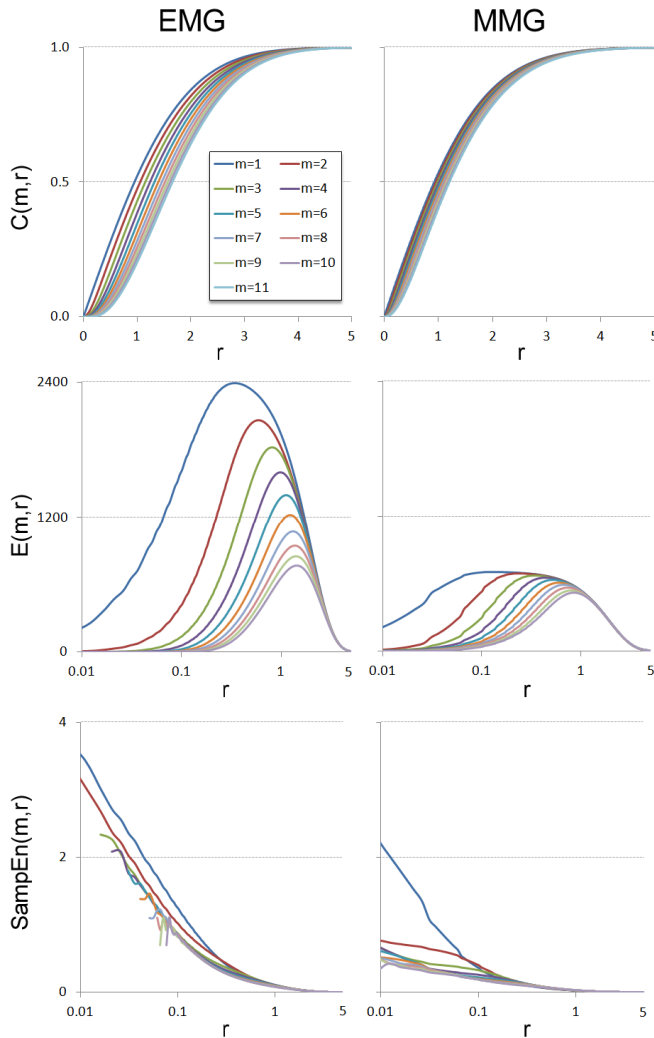 EMG MMG
1.0
C(m,r)
0.5
0.0
m=1 m=2
m=3 m=4
m=5 m=6
m=7 m=8
m=9 m=10
m=11
0 1 2 3 4 5 0 1 2 3 4 5
r r
2400
E(m,r)
1200
0
0.01 0.1 1 5 0.01 0.1 1 5
r r
4
SampEn(m,r)
2
0
0.01 0.1 1 5 0.01 0.1 1 5
r r